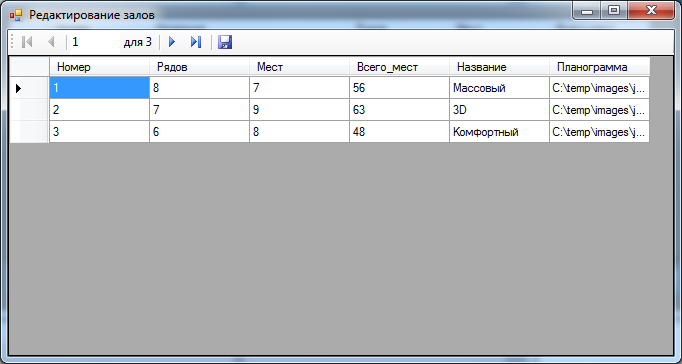 Редактирование залов
1 для 3
Номер Рядов Мест Всего_мест Название Планограмма
1 8 7 56 Массовый C:\temp\images\j...
2 7 9 63 3D C:\temp\images\j...
3 6 8 48 Комфортный C:\temp\images\j...